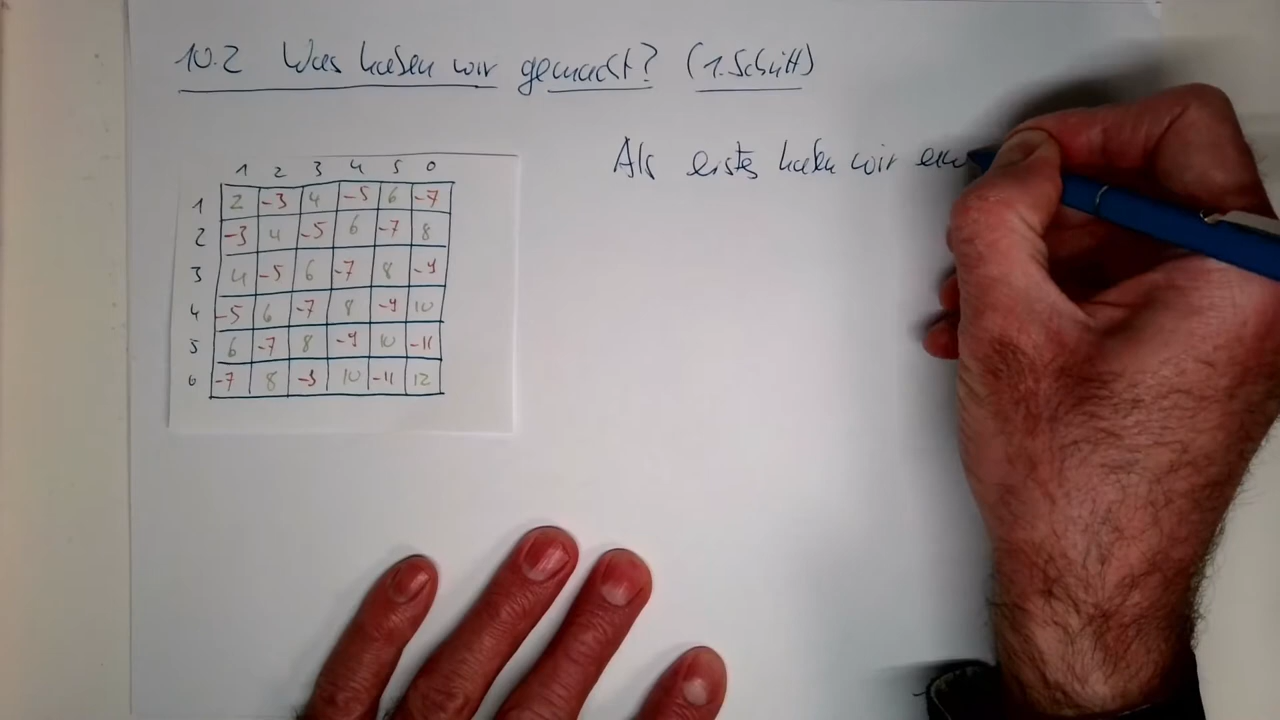 10.2 Was haben wir gemacht? (1. Schritt)
Als erstes haben wir
1 2 3 4 5 6
1 2 -3 4 -5 6 -7
2 -3 4 -5 6 -7 8
3 4 -5 6 -7 8 -9
4 -5 6 -7 8 -9 10
5 6 -7 8 -9 10 -11
6 -7 8 -9 10 -11 12